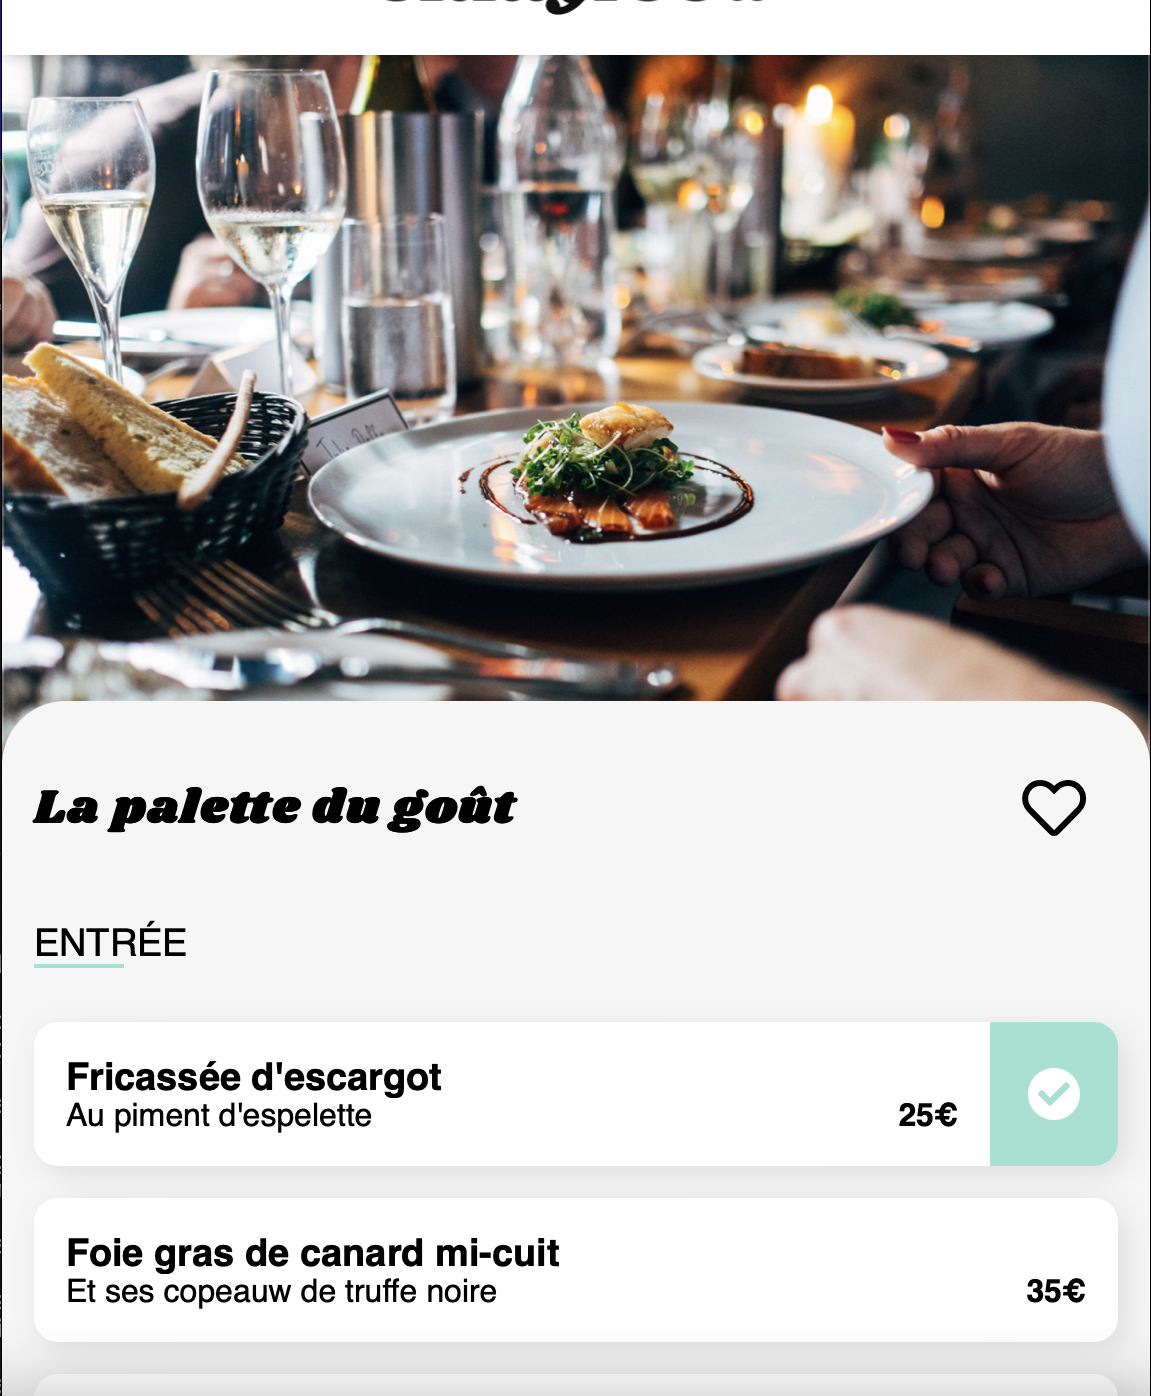 La palette du goût
ENTRÉE
Fricassée d'escargot
Au piment d'espelette
25€
Foie gras de canard mi-cuit
Et ses copeauw de truffe noire
35€